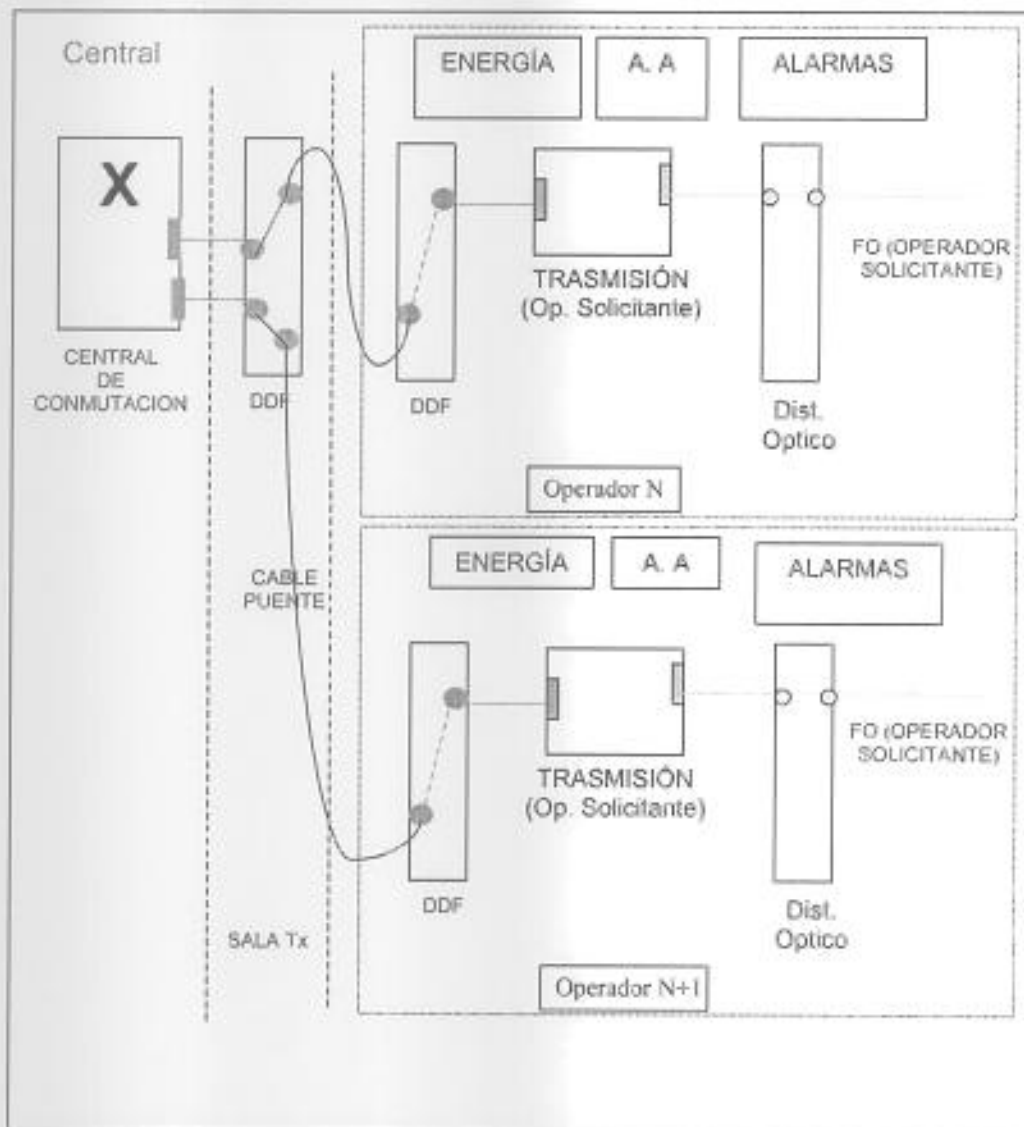 Central
ENERGÍA
A. A
ALARMAS
X
CENTRAL
DE
CONMUTACION
DDF
DDF
TRASMISIÓN
(Op. Solicitante)
Dist.
Optico
FO (OPERADOR
SOLICITANTE)
Operador N
CABLE
PUENTE
SALA Tx
ENERGÍA
A. A
ALARMAS
DDF
TRASMISIÓN
(Op. Solicitante)
Dist.
Optico
FO (OPERADOR
SOLICITANTE)
Operador N+1